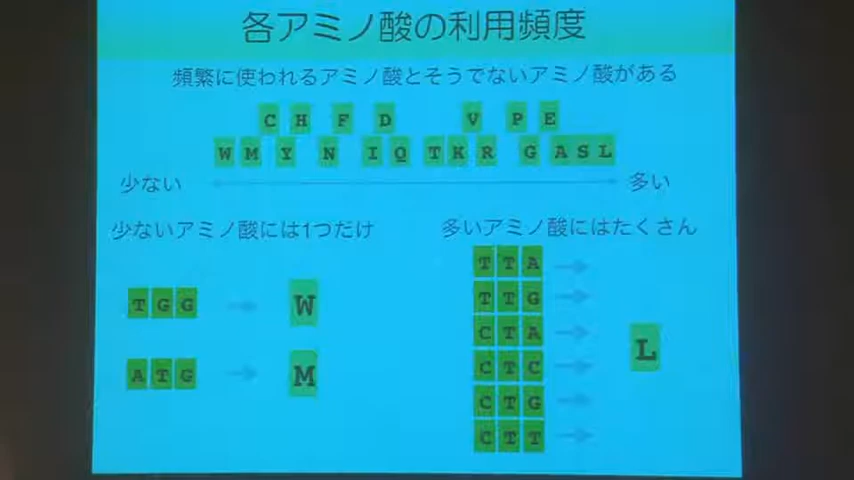 各アミノ酸の利用頻度
頻繁に使われるアミノ酸とそうでないアミノ酸がある
C H F D V P E
W M Y N I Q T K R G A S L
少ない 多い
少ないアミノ酸には1つだけ
多いアミノ酸にはたくさん
T G G W
A T G M
T T A
T T G
C T A
C T C
C T G
C T T
L